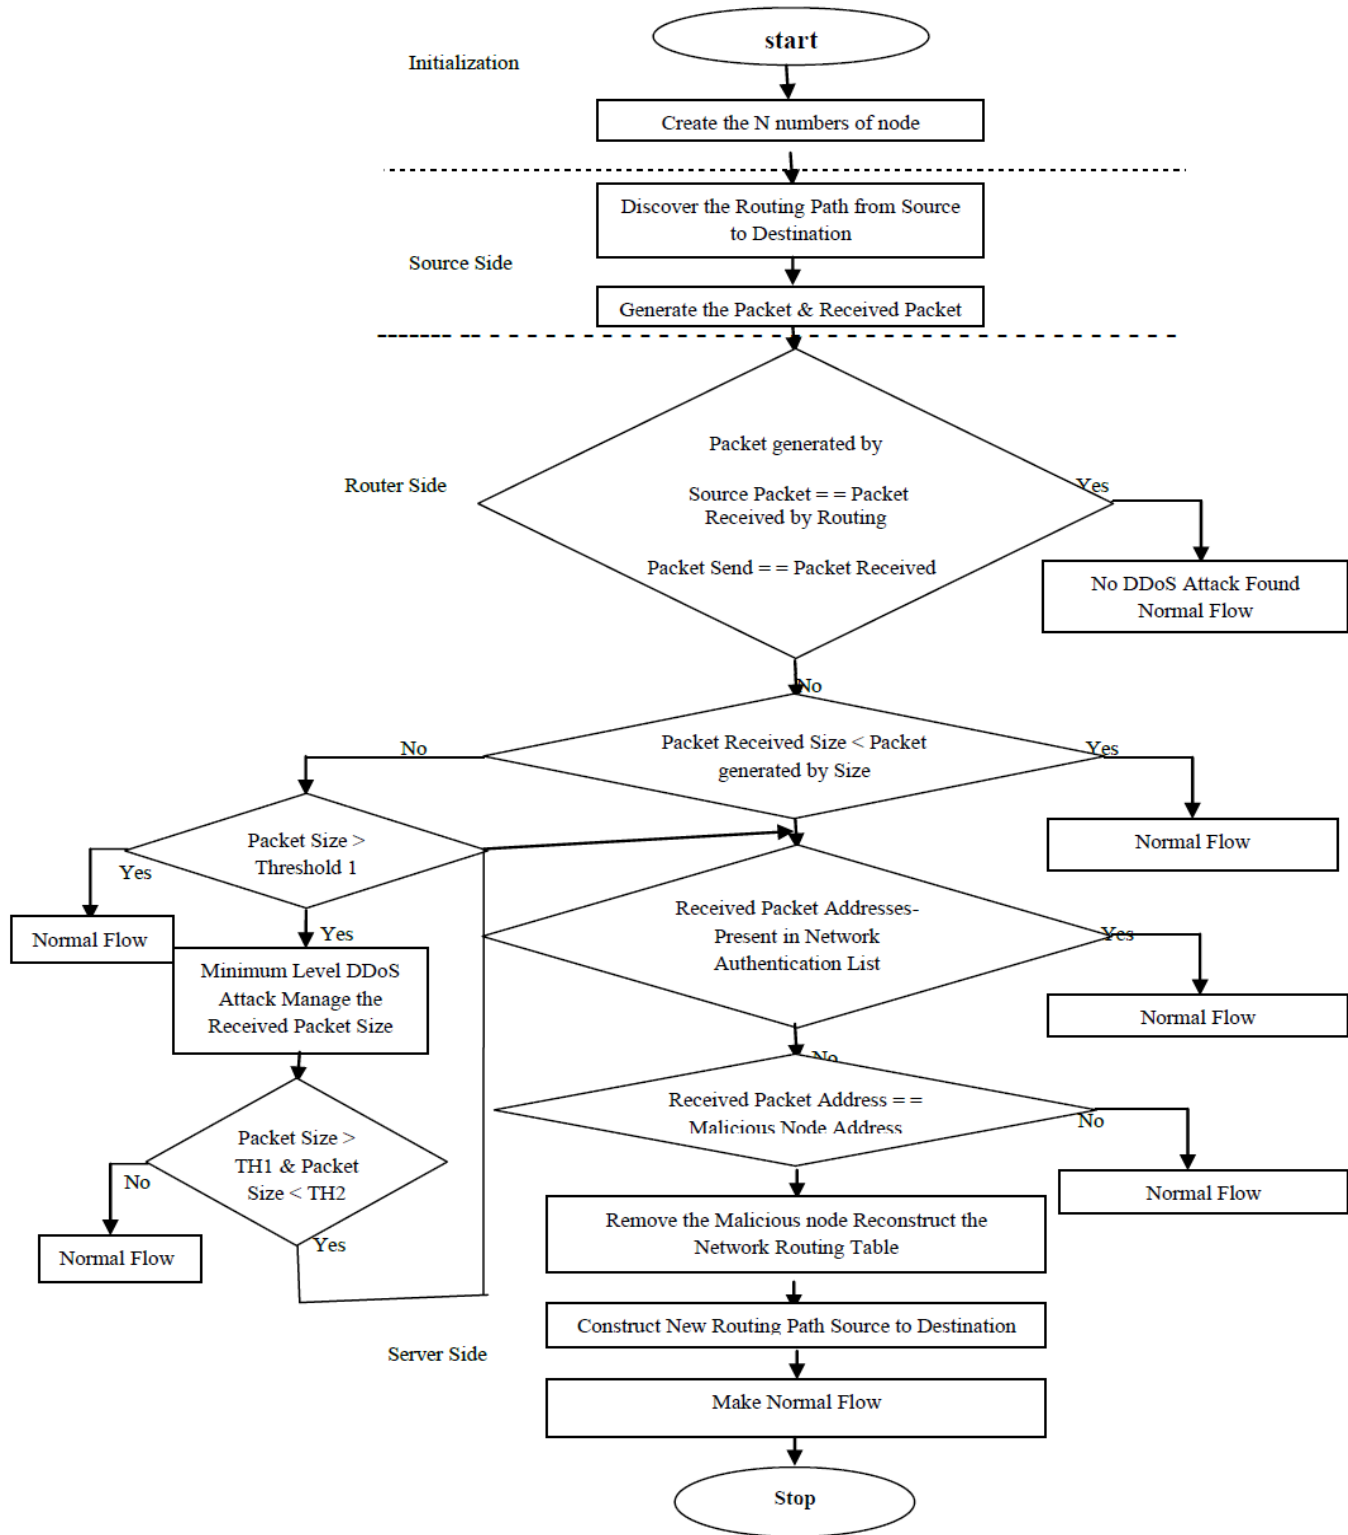 start
Initialization
Create the N numbers of node
Discover the Routing Path from Source
to Destination
Source Side
Generate the Packet & Received Packet
Packet generated by
Router Side
Source Packet = = Packet
Received by Routing
Packet Send = = Packet Received
Yes
No DDoS Attack Found
Normal Flow
No
Packet Received Size < Packet
generated by Size
No
Yes
Normal Flow
Packet Size >
Threshold 1
Yes
Normal Flow
Yes
Minimum Level DDoS
Attack Manage the
Received Packet Size
Received Packet Addresses-
Present in Network
Authentication List
Yes
Normal Flow
No
Received Packet Address = =
Malicious Node Address
No
Normal Flow
Packet Size >
TH1 & Packet
Size < TH2
No
Normal Flow
Yes
Remove the Malicious node Reconstruct the
Network Routing Table
Construct New Routing Path Source to Destination
Server Side
Make Normal Flow
Stop